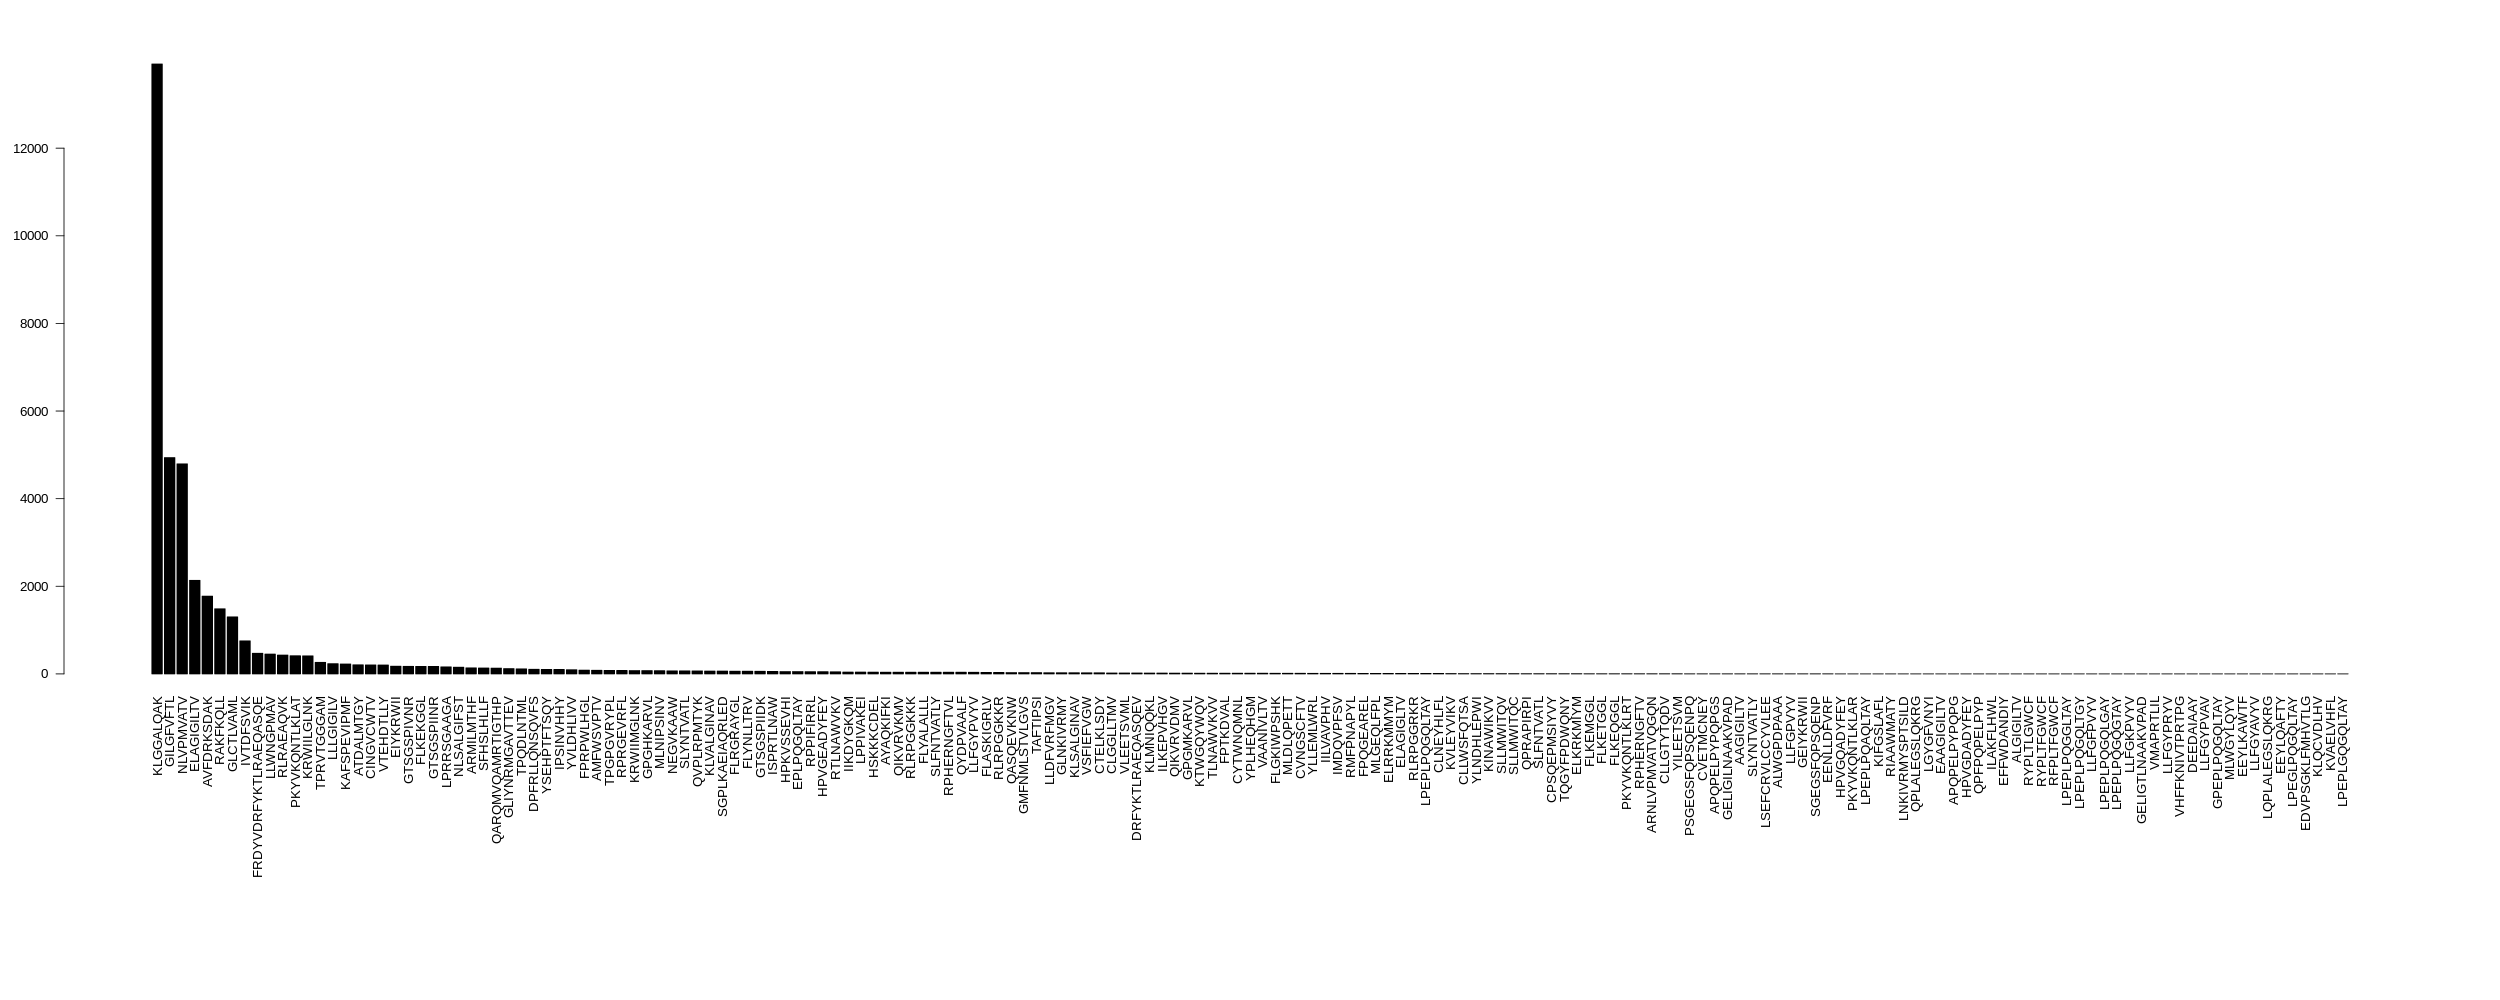 12000
10000
8000
6000
4000
2000
0
KLGGALQAK
GILGFVFTL
NLVPMVATV
ELAGIGILTV
AVFDRKSDAK
RAKFKQLL
GLCTLVAML
IVTDFSVIK
FRDYVDRFYKTLRAEQASQE
LLWNGPMAV
RLRAEAQVK
PKYVKQNTLKLAT
KRWIILGLNK
TPRVTGGGAM
LLLGIGILV
KAFSPEVIPMF
ATDALMTGY
CINGVCWTV
VTEHDTLLY
EIYKRWII
GTSGSPIVNR
FLKEKGGL
GTSGSPIINR
LPRRSGAAGA
NLSALGIFST
ARMILMTHF
SFHSLHLLF
QARQMVQAMRTIGTHP
GLIYNRMGAVTTEV
TPQDLNTML
DPFRLLQNSQVFS
YSEHPTFTSQY
IPSINVHHY
YVLDHLIVV
FPRPWLHGL
AMFWSVPTV
TPGPGVRYPL
RPRGEVRFL
KRWIIMGLNK
GPGHKARVL
MLNIPSINV
NEGVKAAW
SLYNTVATL
QVPLRPMTYK
KLVALGINAV
SGPLKAEIAQRLED
FLRGRAYGL
FLYNLLTRV
GTSGSPIIDK
ISPRTLNAW
HPKVSSEVHI
EPLPQGQLTAY
RPPIFIRRL
HPVGEADYFEY
RTLNAWVKV
IIKDYGKQM
LPPIVAKEI
HSKKKCDEL
AYAQKIFKI
QIKVRVKMV
RLRPGGKKK
FLYALALLL
SLFNTVATLY
RPHERNGFTVL
QYDPVAALF
LLFGYPVYV
FLASKIGRLV
RLRPGGKKR
QASQEVKNW
GMFNMLSTVLGVS
TAFTIPSI
LLDFVRFMGV
GLNKIVRMY
KLSALGINAV
VSFIEFVGW
CTELKLSDY
CLGGLLTMV
VLEETSVML
DRFYKTLRAEQASQEV
KLMNIQQKL
ILKEPVHGV
QIKVRVDMV
GPGMKARVL
KTWGQYWQV
TLNAWVKVV
FPTKDVAL
CYTWNQMNL
YPLHEQHGM
VAANIVLTV
FLGKIWPSHK
MTDLQPETT
CVNGSCFTV
YLLEMLWRL
IILVAVPHV
IMDQVPFSV
RMFPNAPYL
FPQGEAREL
MLGEQLFPL
ELRRKMMYM
ELAGIGILTV
RLRPGGRKR
LPEPLPQGQLTAY
CLNEYHLFL
KVLEYVIKV
CLLWSFQTSA
YLNDHLEPWI
KINAWIKVV
SLLMWITQV
SLLMWITQC
QPRAPIRPI
SLFNTVATL
CPSQEPMSIYVY
TQGYFPDWQNY
ELKRKMIYM
FLKEMGGL
FLKETGGL
FLKEQGGL
PKYVKQNTLKLRT
RPHERNGFTV
ARNLVPMVATVQGQN
CLLGTYTQDV
YILEETSVM
PSGEGSFQPSQENPQ
CVETMCNEY
APQPELPYPQPGS
GELIGILNAAKVPAD
AAGIGILTV
SLYNTVATLY
LSEFCRVLCCYVLEE
ALWGPDPAAA
LLFGPVYV
GEIYKRWII
SGEGSFQPSQENP
EENLLDFVRF
HPVGQADYFEY
PKYVKQNTLKLAR
LPEPLPQAQLTAY
KIFGSLAFL
RIAAWMATY
LNKIVRMYSPTSILD
QPLALEGSLQKRG
LGYGFVNYI
EAAGIGILTV
APQPELPYPQPG
HPVGDADYFEY
QPFPQPELPYP
ILAKFLHWL
EFFWDANDIY
ALGIGILTV
RYPLTLGWCF
RYPLTFGWCF
RFPLTFGWCF
LPEPLPQGGLTAY
LPEPLPQGQLTGY
LLFGFPVYV
LPEPLPQGQLGAY
LPEPLPQGQGTAY
LLFGKPVYV
GELIGTLNAAKVPAD
VMAPRTLIL
LLFGYPRYV
VHFFKNIVTPRTPG
DEEDAIAAY
LLFGYPVAV
GPEPLPQGQLTAY
MLWGYLQYV
EEYLKAWTF
LLFGYAVYV
LQPLALEGSLQKRG
EEYLQAFTY
LPEGLPQGQLTAY
EDVPSGKLFMHVTLG
KLQCVDLHV
KVAELVHFL
LPEPLGQGQLTAY